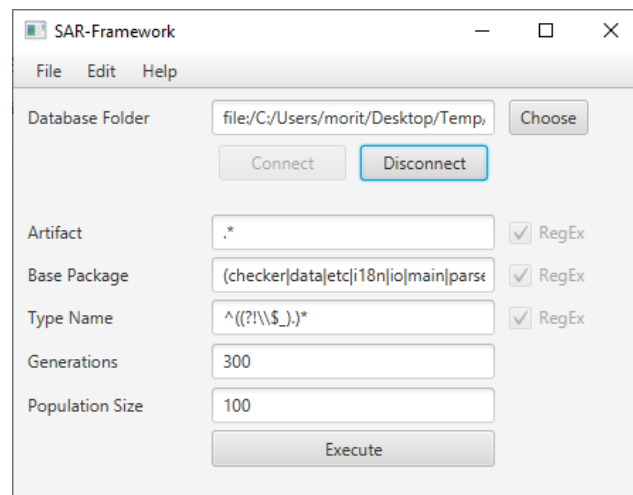 SAR-Framework
File Edit Help
Database Folder file:/C:/Users/morit/Desktop/Temp/ Choose
Connect Disconnect
Artifact .* RegEx
Base Package (checker|data|etc|i18n|io|main|parse RegEx
Type Name ^((?!\\$_).)* RegEx
Generations 300
Population Size 100
Execute